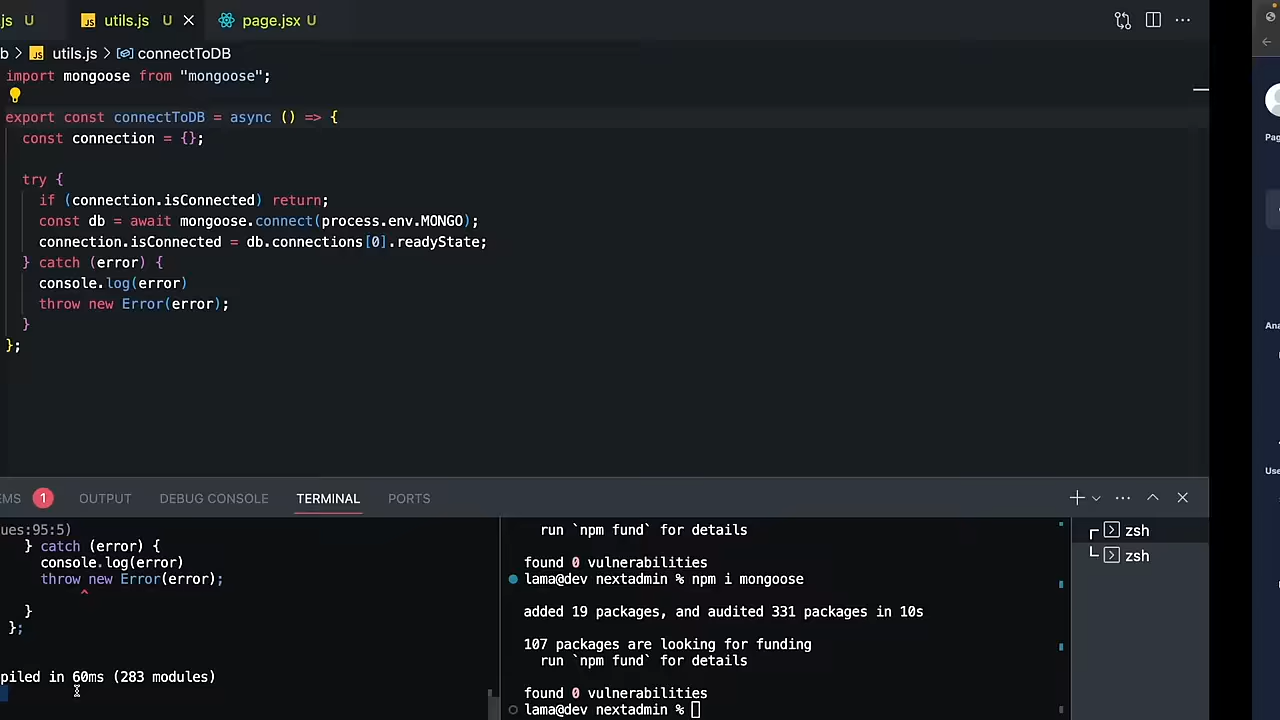 js U
utils.js U
page.jsx U
b > utils.js > connectToDB
import mongoose from "mongoose";
export const connectToDB = async () => {
const connection = {};
try {
if (connection.isConnected) return;
const db = await mongoose.connect(process.env.MONGO);
connection.isConnected = db.connections[0].readyState;
} catch (error) {
console.log(error)
throw new Error(error);
}
};
EMS 1 OUTPUT DEBUG CONSOLE TERMINAL PORTS
ues:95:5)
} catch (error) {
console.log(error)
throw new Error(error);
^
}
};
piled in 60ms (283 modules)
run `npm fund` for details
found 0 vulnerabilities
lama@dev nextadmin % npm i mongoose
added 19 packages, and audited 331 packages in 10s
107 packages are looking for funding
run `npm fund` for details
found 0 vulnerabilities
lama@dev nextadmin %
zsh
zsh
Pag
Ana
Use